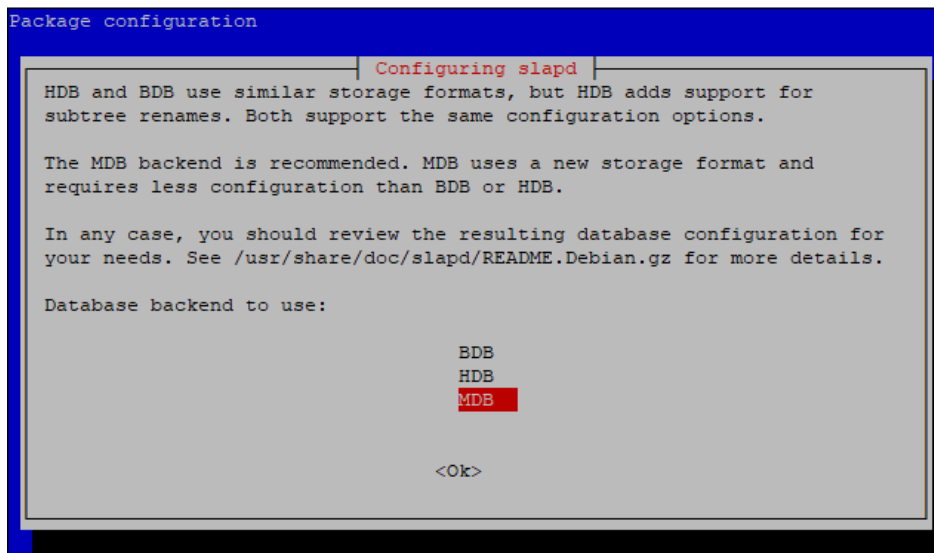 Package configuration
Configuring slapd
HDB and BDB use similar storage formats, but HDB adds support for
subtree renames. Both support the same configuration options.
The MDB backend is recommended. MDB uses a new storage format and
requires less configuration than BDB or HDB.
In any case, you should review the resulting database configuration for
your needs. See /usr/share/doc/slapd/README.Debian.gz for more details.
Database backend to use:
BDB
HDB
MDB
<Ok>